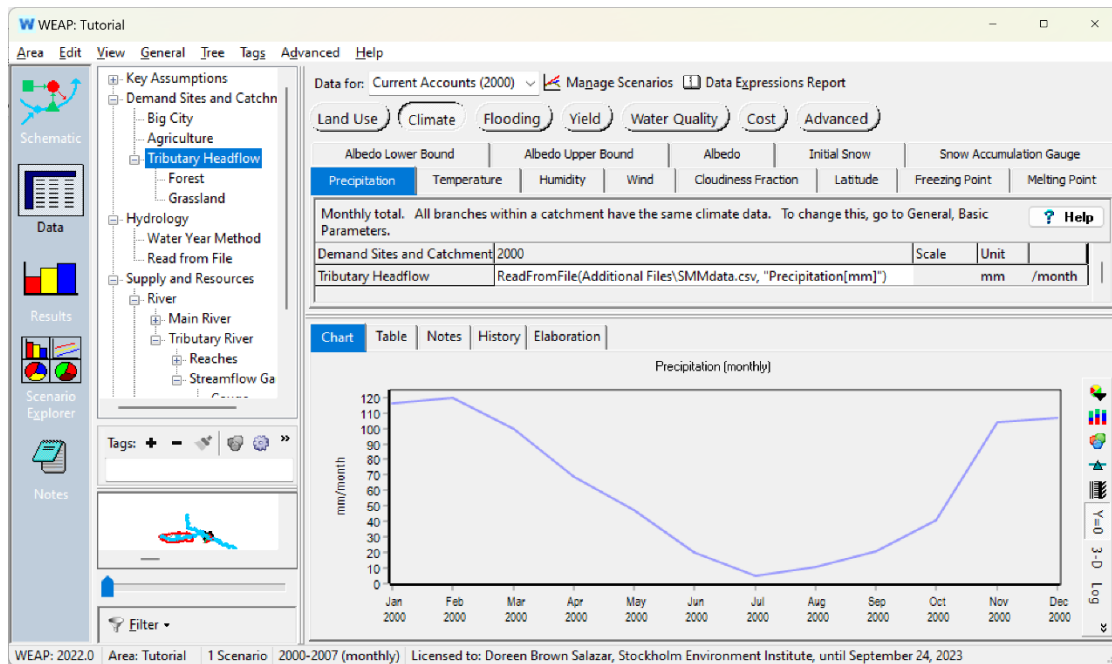 WEAP: Tutorial
Area Edit View General Tree Tags Advanced Help
Schematic
Data
Results
Scenario
Explorer
Notes
Key Assumptions
Demand Sites and Catchn
Big City
Agriculture
Tributary Headflow
Forest
Grassland
Hydrology
Water Year Method
Read from File
Supply and Resources
River
Main River
Tributary River
Reaches
Streamflow Ga
Tags:
Filter
Data for: Current Accounts (2000) Manage Scenarios Data Expressions Report
Land Use Climate Flooding Yield Water Quality Cost Advanced
Albedo Lower Bound Albedo Upper Bound Albedo Initial Snow Snow Accumulation Gauge
Precipitation Temperature Humidity Wind Cloudiness Fraction Latitude Freezing Point Melting Point
Monthly total. All branches within a catchment have the same climate data. To change this, go to General, Basic
Parameters.
? Help
Demand Sites and Catchment 2000 Scale Unit
Tributary Headflow ReadFromFile(Additional Files\SMMdata.csv, "Precipitation[mm]") mm /month
Chart Table Notes History Elaboration
Precipitation (monthly)
mm/month
120
110
100
90
80
70
60
50
40
30
20
10
0
Jan Feb Mar Apr May Jun Jul Aug Sep Oct Nov Dec
2000 2000 2000 2000 2000 2000 2000 2000 2000 2000 2000 2000
Y=0
3-D
Log
WEAP: 2022.0 Area: Tutorial 1 Scenario 2000-2007 (monthly) Licensed to: Doreen Brown Salazar, Stockholm Environment Institute, until September 24, 2023